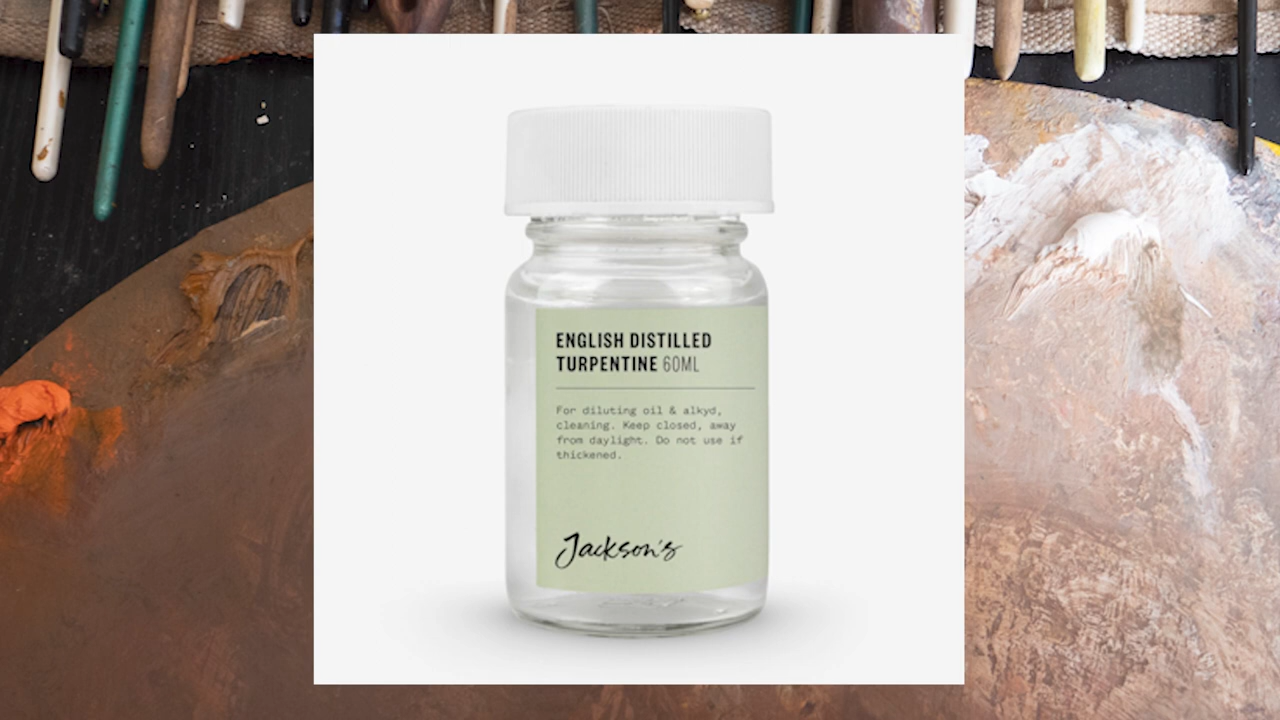 ENGLISH DISTILLED
TURPENTINE 60ML
For diluting oil & alkyd,
cleaning. Keep closed, away
from daylight. Do not use if
thickened.
Jackson's